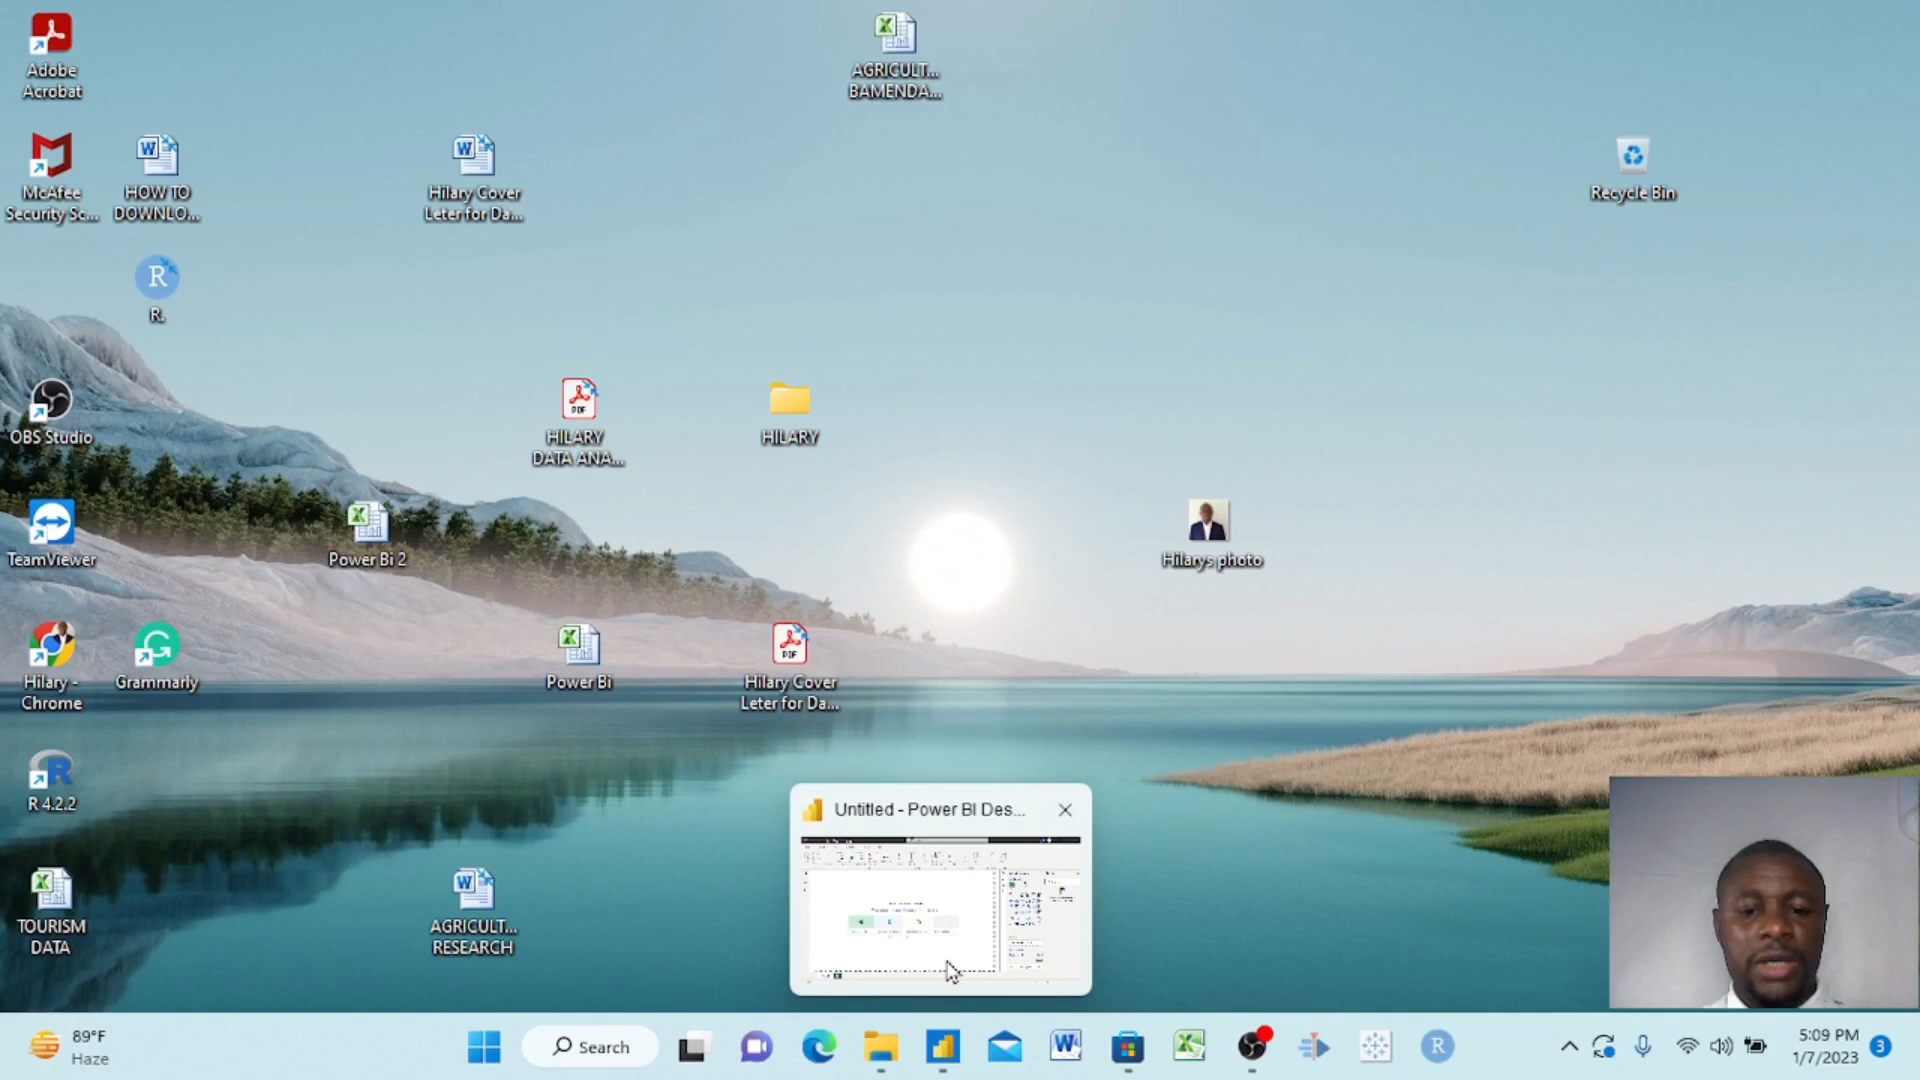 Adobe
Acrobat
AGRICULT...
BAMENDA...
McAfee
Security Sc...
HOW TO
DOWNLO...
Hilary Cover
Leter for Da...
Recycle Bin
R
R.
OBS Studio
PDF
HILARY
DATA ANA...
HILARY
TeamViewer
Power Bi 2
Hilarys photo
Hilary -
Chrome
Grammarly
Power Bi
PDF
Hilary Cover
Leter for Da...
R 4.2.2
Untitled - Power BI Des...
TOURISM
DATA
AGRICULT...
RESEARCH
89°F
Haze
Search
R
5:09 PM
1/7/2023
3